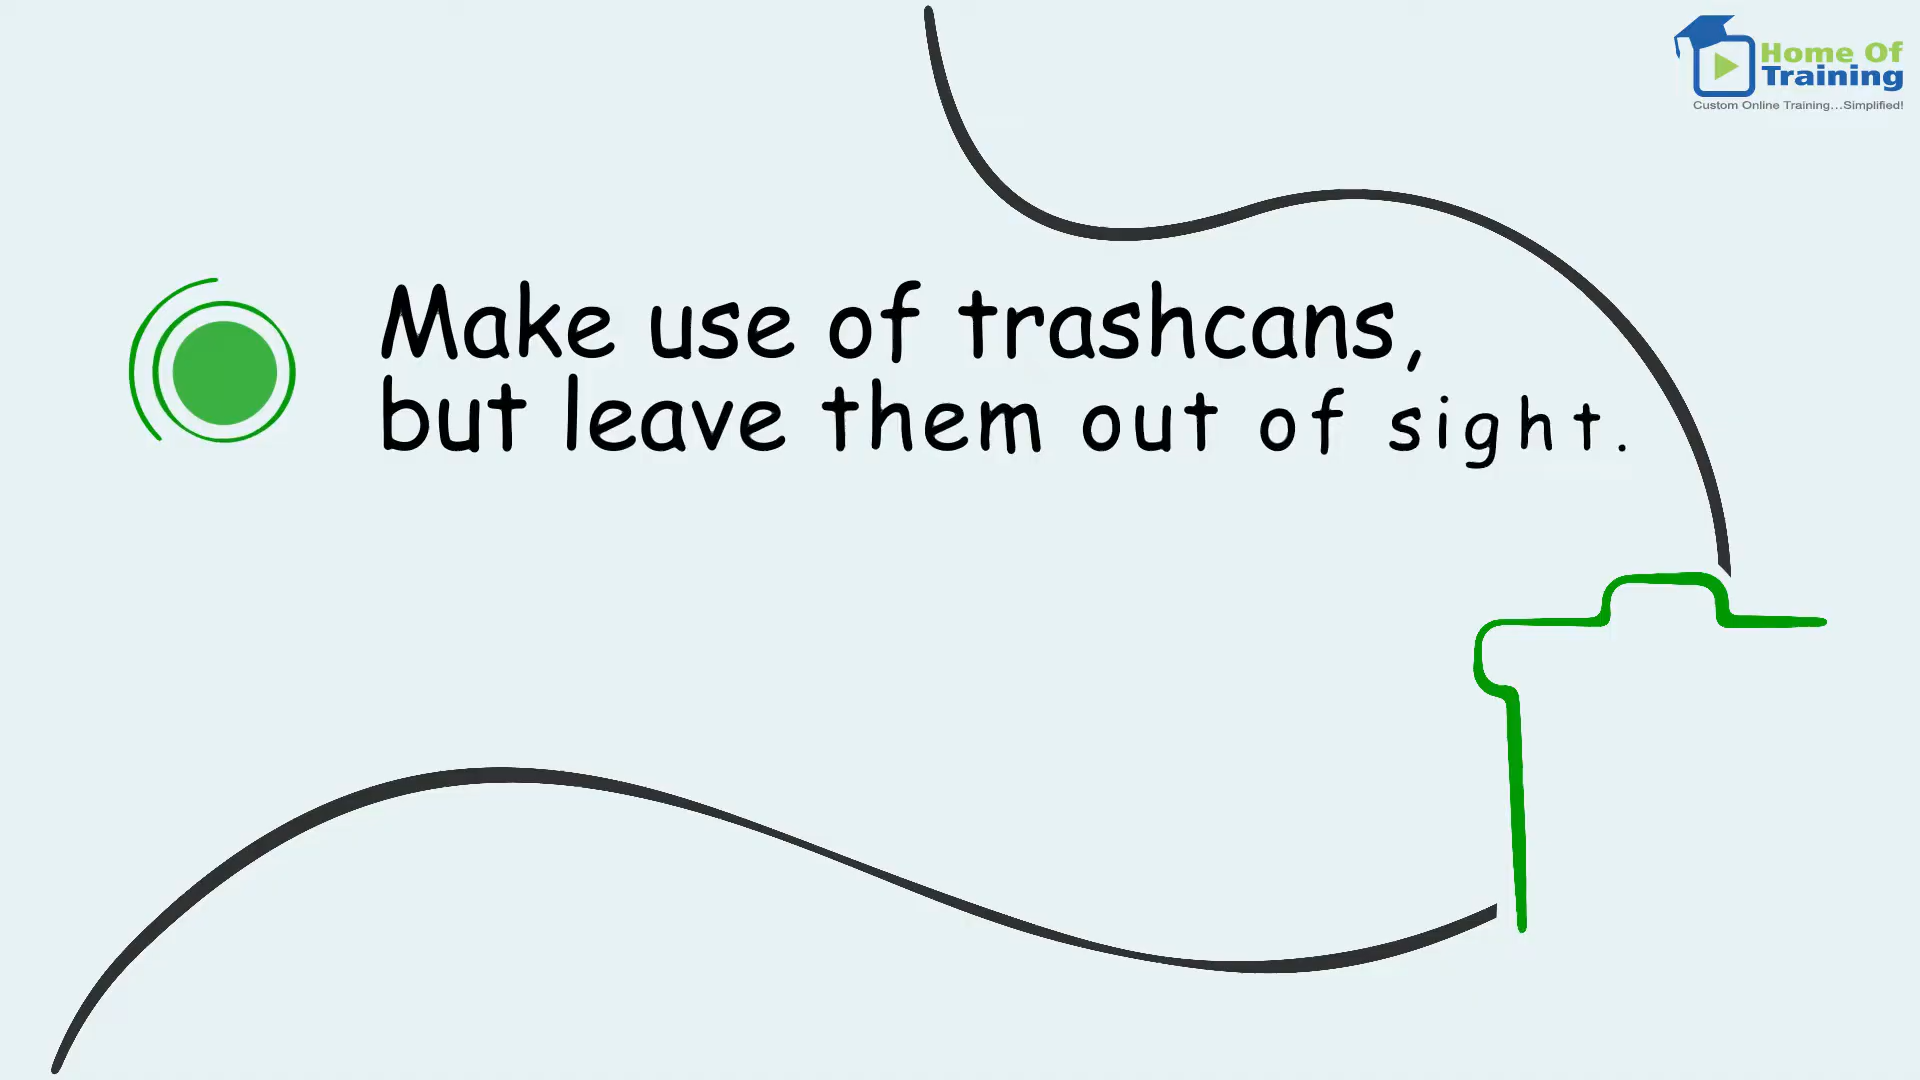 Home Of
Training
Custom Online Training...Simplified!
Make use of trashcans,
but leave them out of sight.